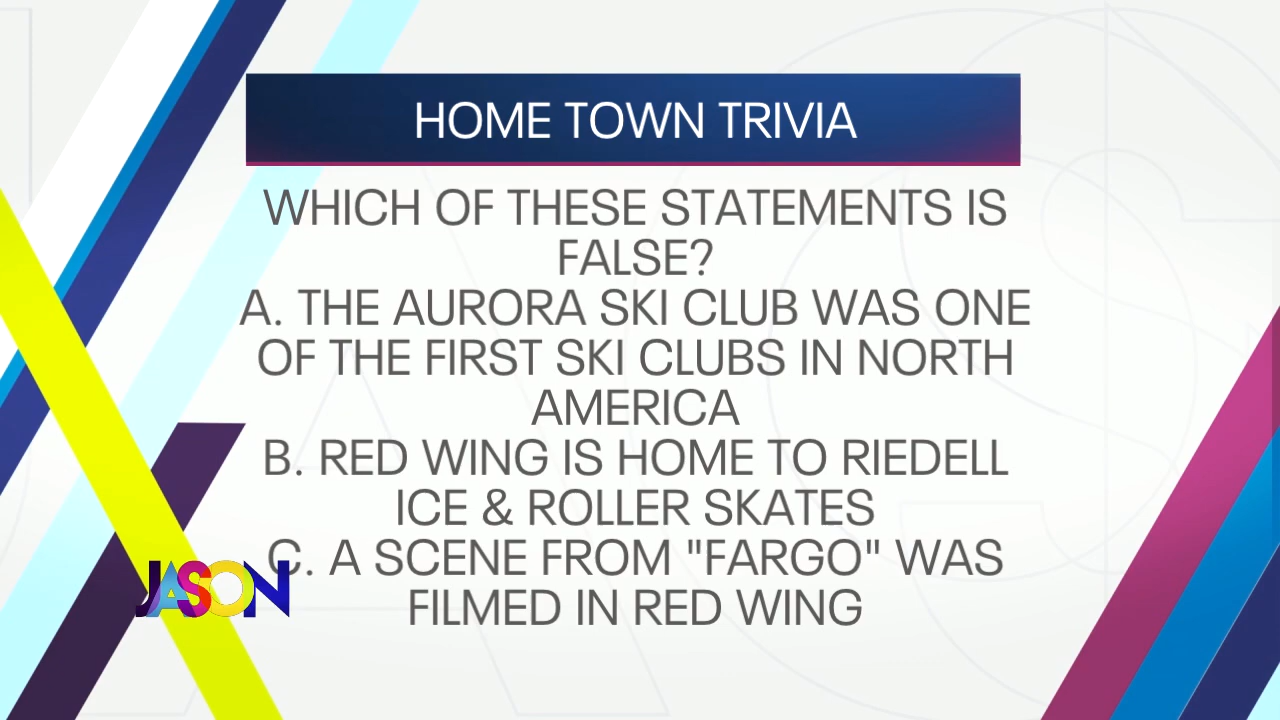 HOME TOWN TRIVIA
WHICH OF THESE STATEMENTS IS
FALSE?
A. THE AURORA SKI CLUB WAS ONE
OF THE FIRST SKI CLUBS IN NORTH
AMERICA
B. RED WING IS HOME TO RIEDELL
ICE & ROLLER SKATES
C. A SCENE FROM "FARGO" WAS
FILMED IN RED WING
JASON